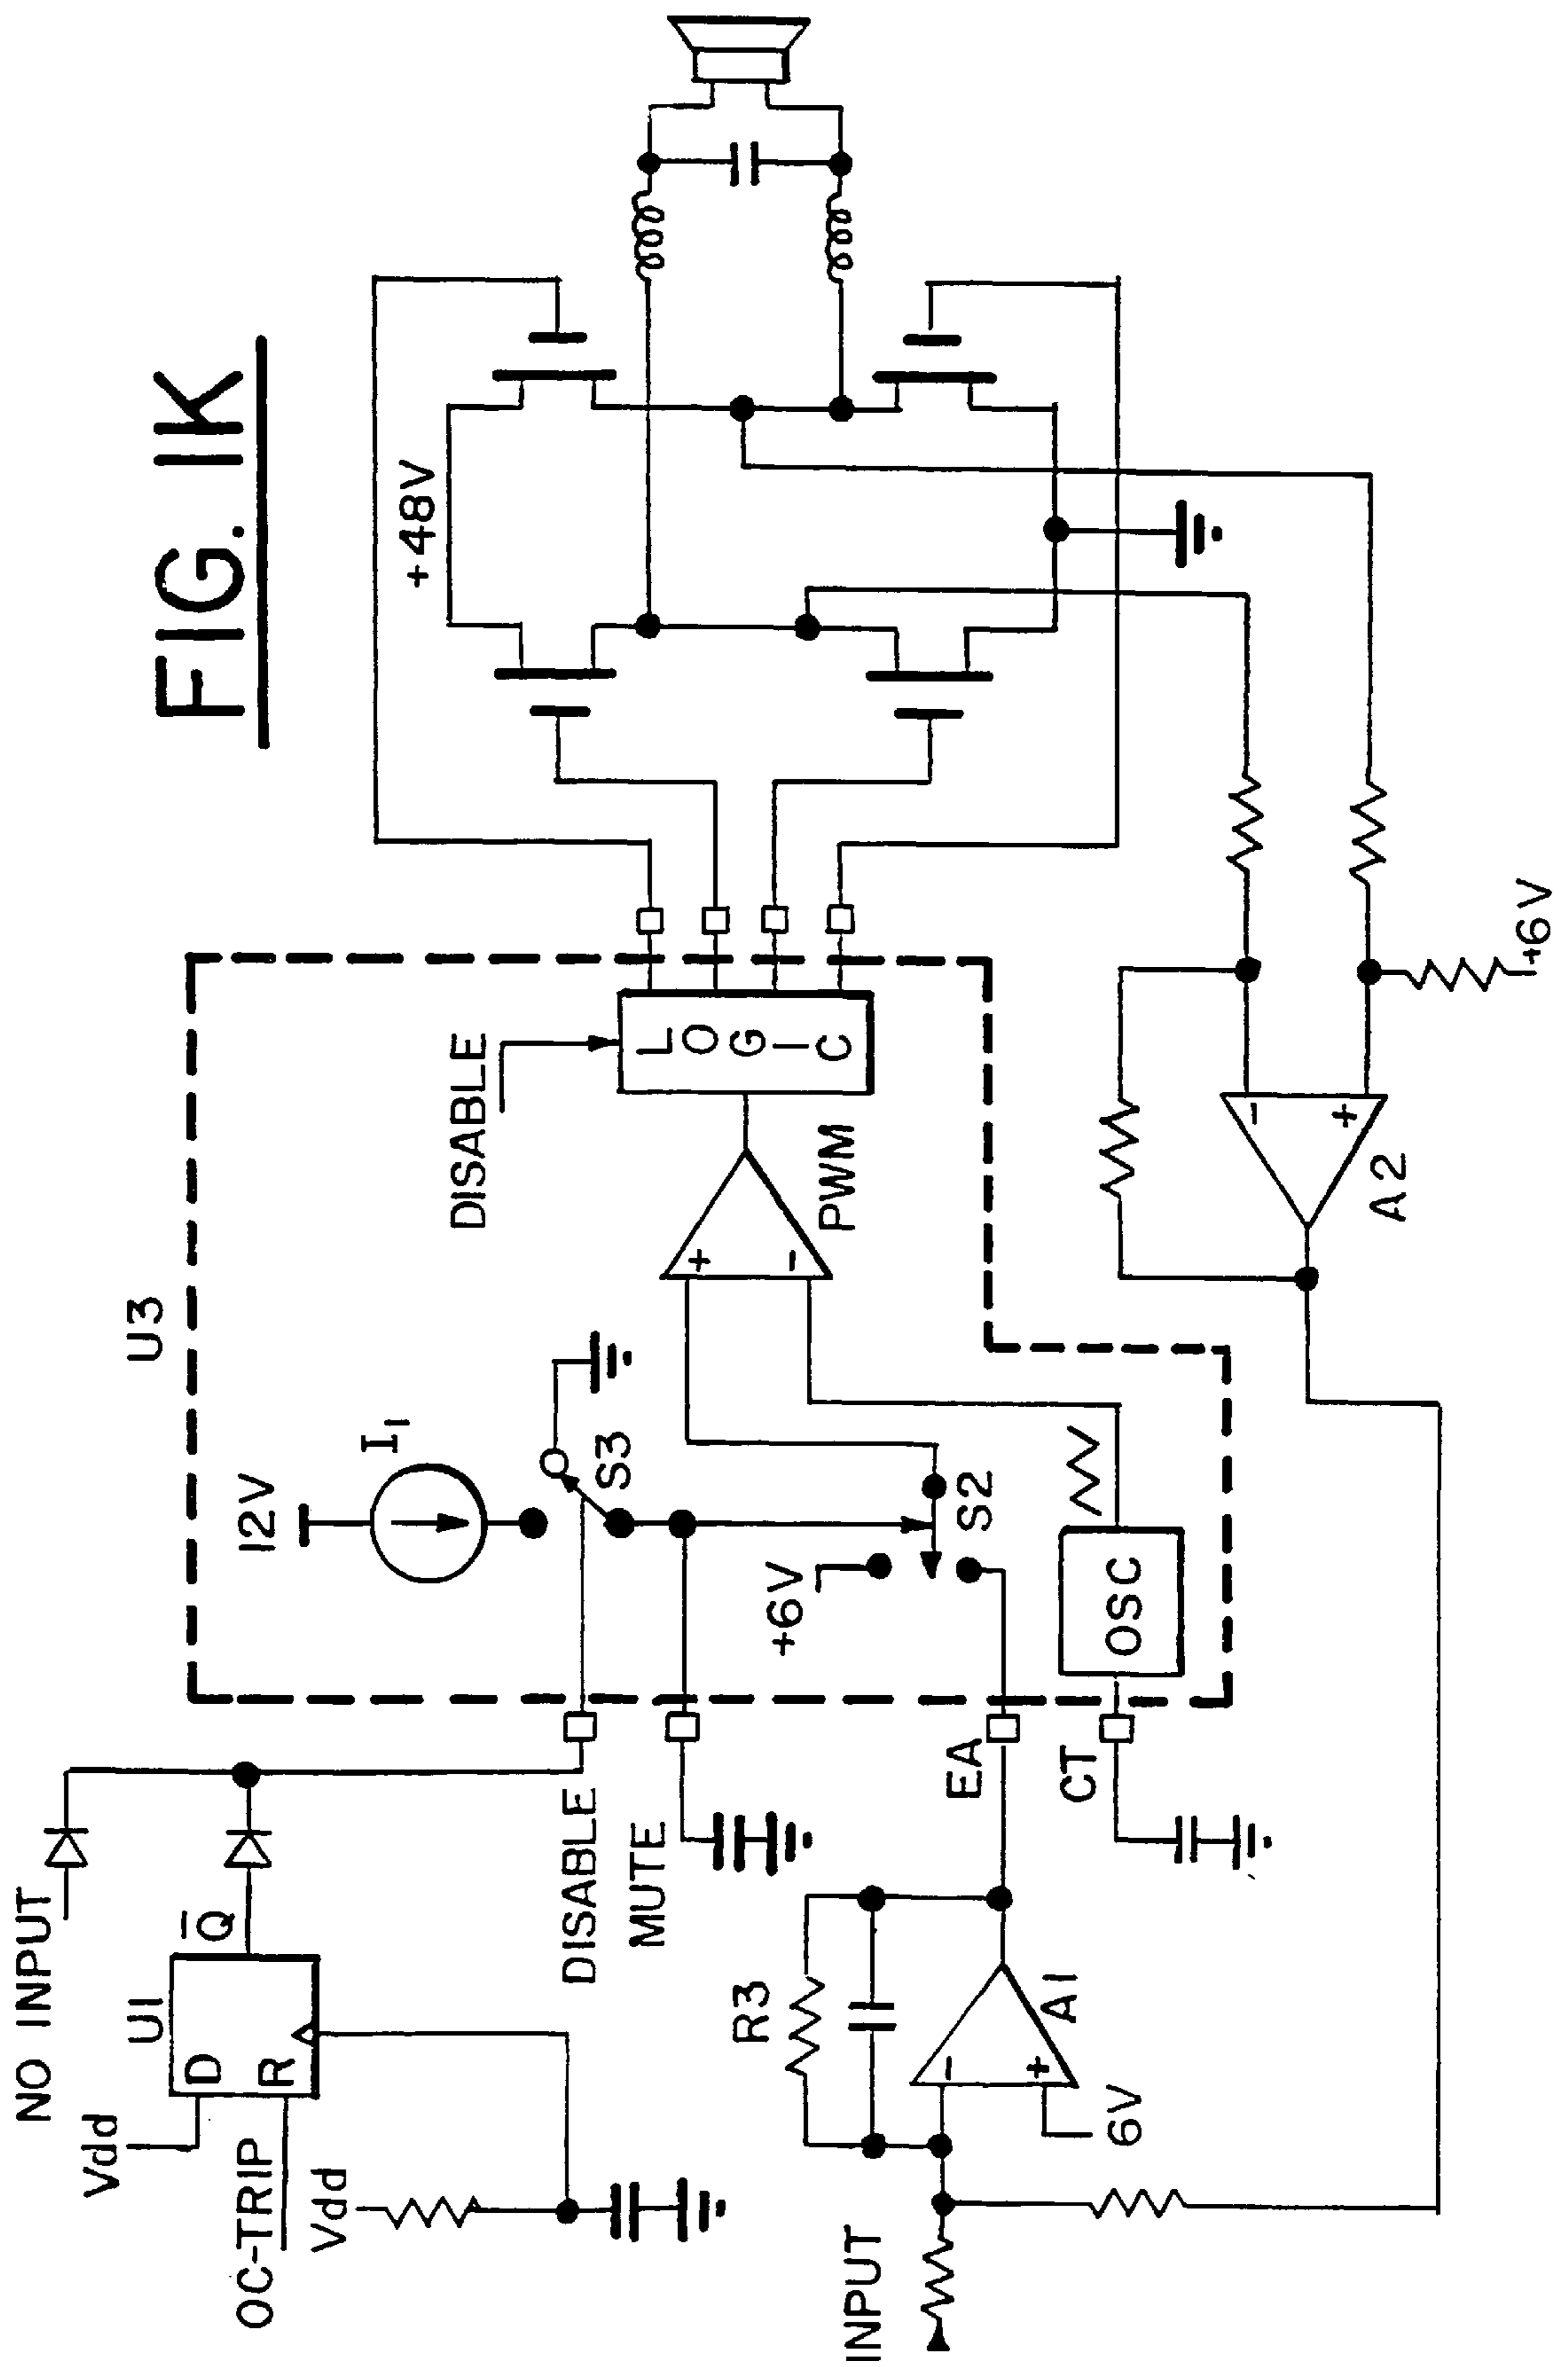 FIG. 1K
NO INPUT
Vdd
U1
D
R
Q̅
OC-TRIP
Vdd
U3
12V
I1
S3
DISABLE
DISABLE
MUTE
+6V
S2
+
-
PWM
LOGIC
+48V
INPUT
R3
-
+
A1
6V
EA
CT
OSC
A2
-
+
+6V